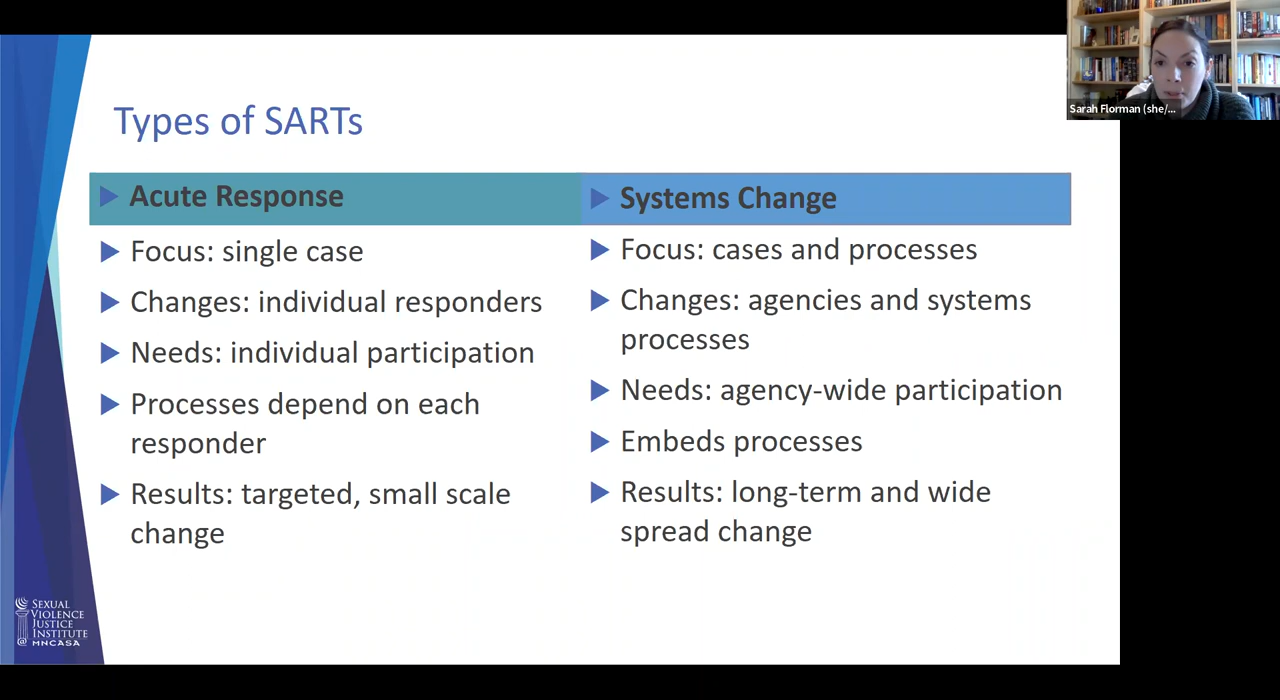 Sarah Florman (she/...
Types of SARTs
Acute Response
Focus: single case
Changes: individual responders
Needs: individual participation
Processes depend on each
responder
Results: targeted, small scale
change
Systems Change
Focus: cases and processes
Changes: agencies and systems
processes
Needs: agency-wide participation
Embeds processes
Results: long-term and wide
spread change
SEXUAL
VIOLENCE
JUSTICE
INSTITUTE
@ MNCASA